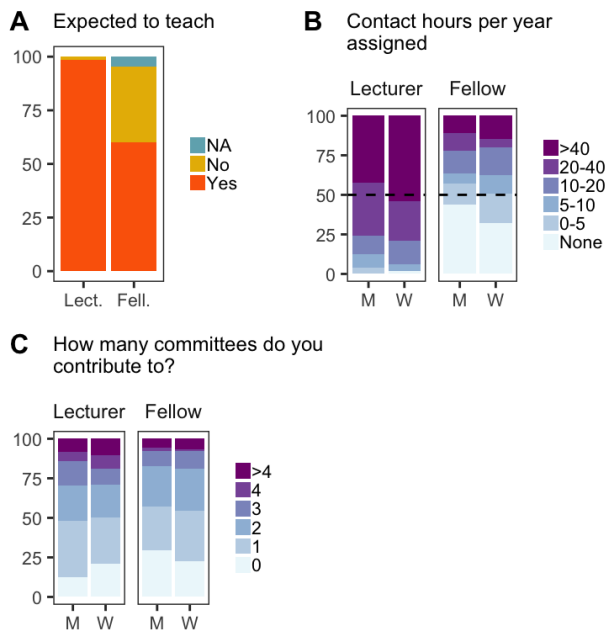 A Expected to teach
100
75
50
25
0
Lect. Fell.
NA
No
Yes
B Contact hours per year
assigned
Lecturer Fellow
100
75
50
25
0
M W M W
>40
20-40
10-20
5-10
0-5
None
C How many committees do you
contribute to?
Lecturer Fellow
100
75
50
25
0
M W M W
>4
4
3
2
1
0